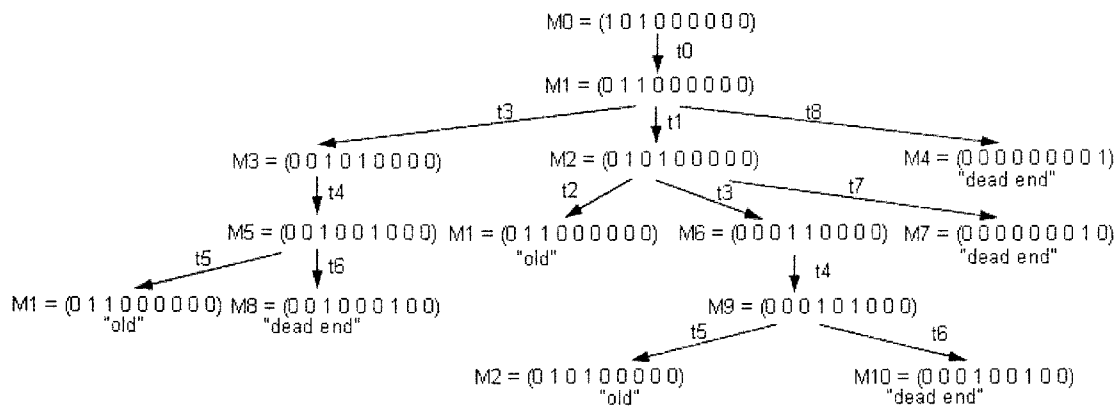 M0 = (1 0 1 0 0 0 0 0 0)
t0
M1 = (0 1 1 0 0 0 0 0 0)
t3 t1 t8
M3 = (0 0 1 0 1 0 0 0 0) M2 = (0 1 0 1 0 0 0 0 0) M4 = (0 0 0 0 0 0 0 0 1)
"dead end"
t4 t2 t3 t7
M5 = (0 0 1 0 0 1 0 0 0) M1 = (0 1 1 0 0 0 0 0 0) M6 = (0 0 0 1 1 0 0 0 0) M7 = (0 0 0 0 0 0 0 1 0)
"old" "dead end"
t5 t6 t4
M1 = (0 1 1 0 0 0 0 0 0) M8 = (0 0 1 0 0 0 1 0 0) M9 = (0 0 0 1 0 1 0 0 0)
"old" "dead end"
t5 t6
M2 = (0 1 0 1 0 0 0 0 0) M10 = (0 0 0 1 0 0 1 0 0)
"old" "dead end"